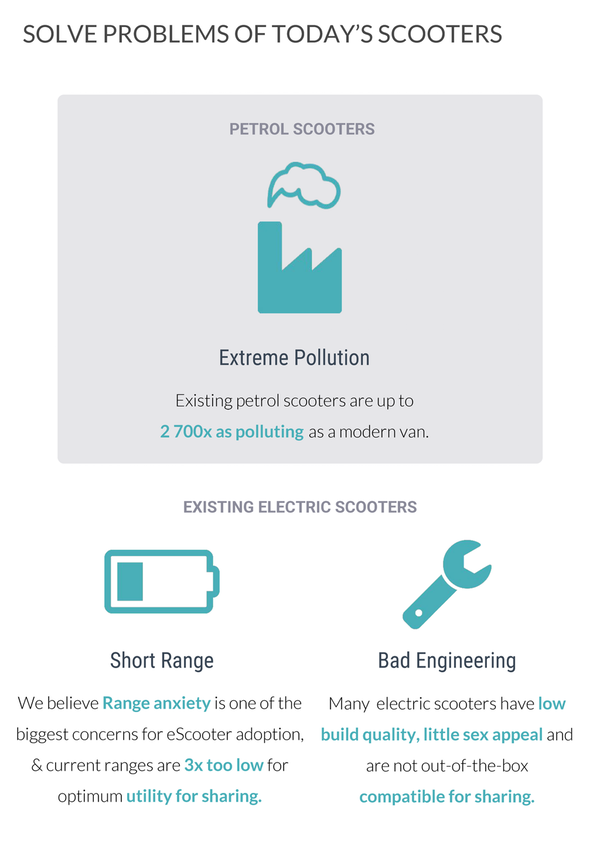 SOLVE PROBLEMS OF TODAY'S SCOOTERS
PETROL SCOOTERS
Extreme Pollution
Existing petrol scooters are up to
2 700x as polluting as a modern van.
EXISTING ELECTRIC SCOOTERS
Short Range
We believe Range anxiety is one of the
biggest concerns for eScooter adoption,
& current ranges are 3x too low for
optimum utility for sharing.
Bad Engineering
Many electric scooters have low
build quality, little sex appeal and
are not out-of-the-box
compatible for sharing.